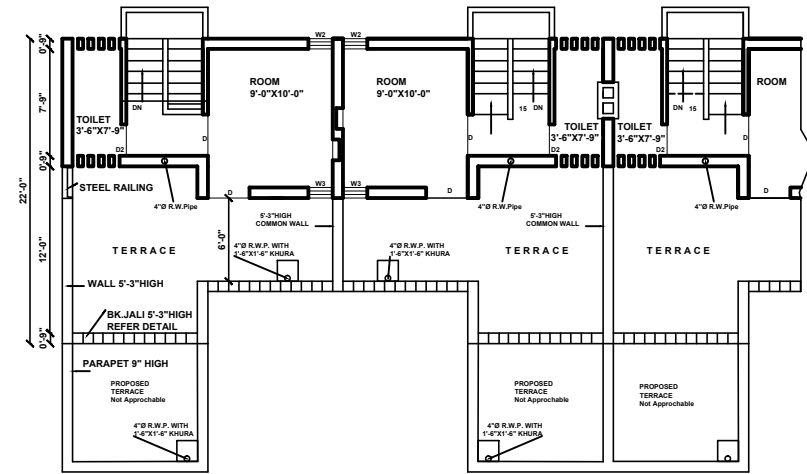 W2
W2
0'-9"
7'-9"
0'-9"
22'-0"
12'-0"
0'-9"
ROOM
9'-0"X10'-0"
ROOM
9'-0"X10'-0"
ROOM
DN
15
DN
DN
15
TOILET
3'-6"X7'-9"
TOILET
3'-6"X7'-9"
TOILET
3'-6"X7'-9"
D
D
D
D2
D2
D2
STEEL RAILING
4"Ø R.W.Pipe
D
W3
W3
D
4"Ø R.W.Pipe
4"Ø R.W.Pipe
D
6'-0"
5'-3"HIGH
COMMON WALL
5'-3"HIGH
COMMON WALL
TERRACE
4"Ø R.W.P. WITH
1'-6"X1'-6" KHURA
4"Ø R.W.P. WITH
1'-6"X1'-6" KHURA
TERRACE
TERRACE
WALL 5'-3"HIGH
BK.JALI 5'-3"HIGH
REFER DETAIL
PARAPET 9" HIGH
PROPOSED
TERRACE
Not Approchable
PROPOSED
TERRACE
Not Approchable
PROPOSED
TERRACE
Not Approchable
4"Ø R.W.P. WITH
1'-6"X1'-6" KHURA
4"Ø R.W.P. WITH
1'-6"X1'-6" KHURA